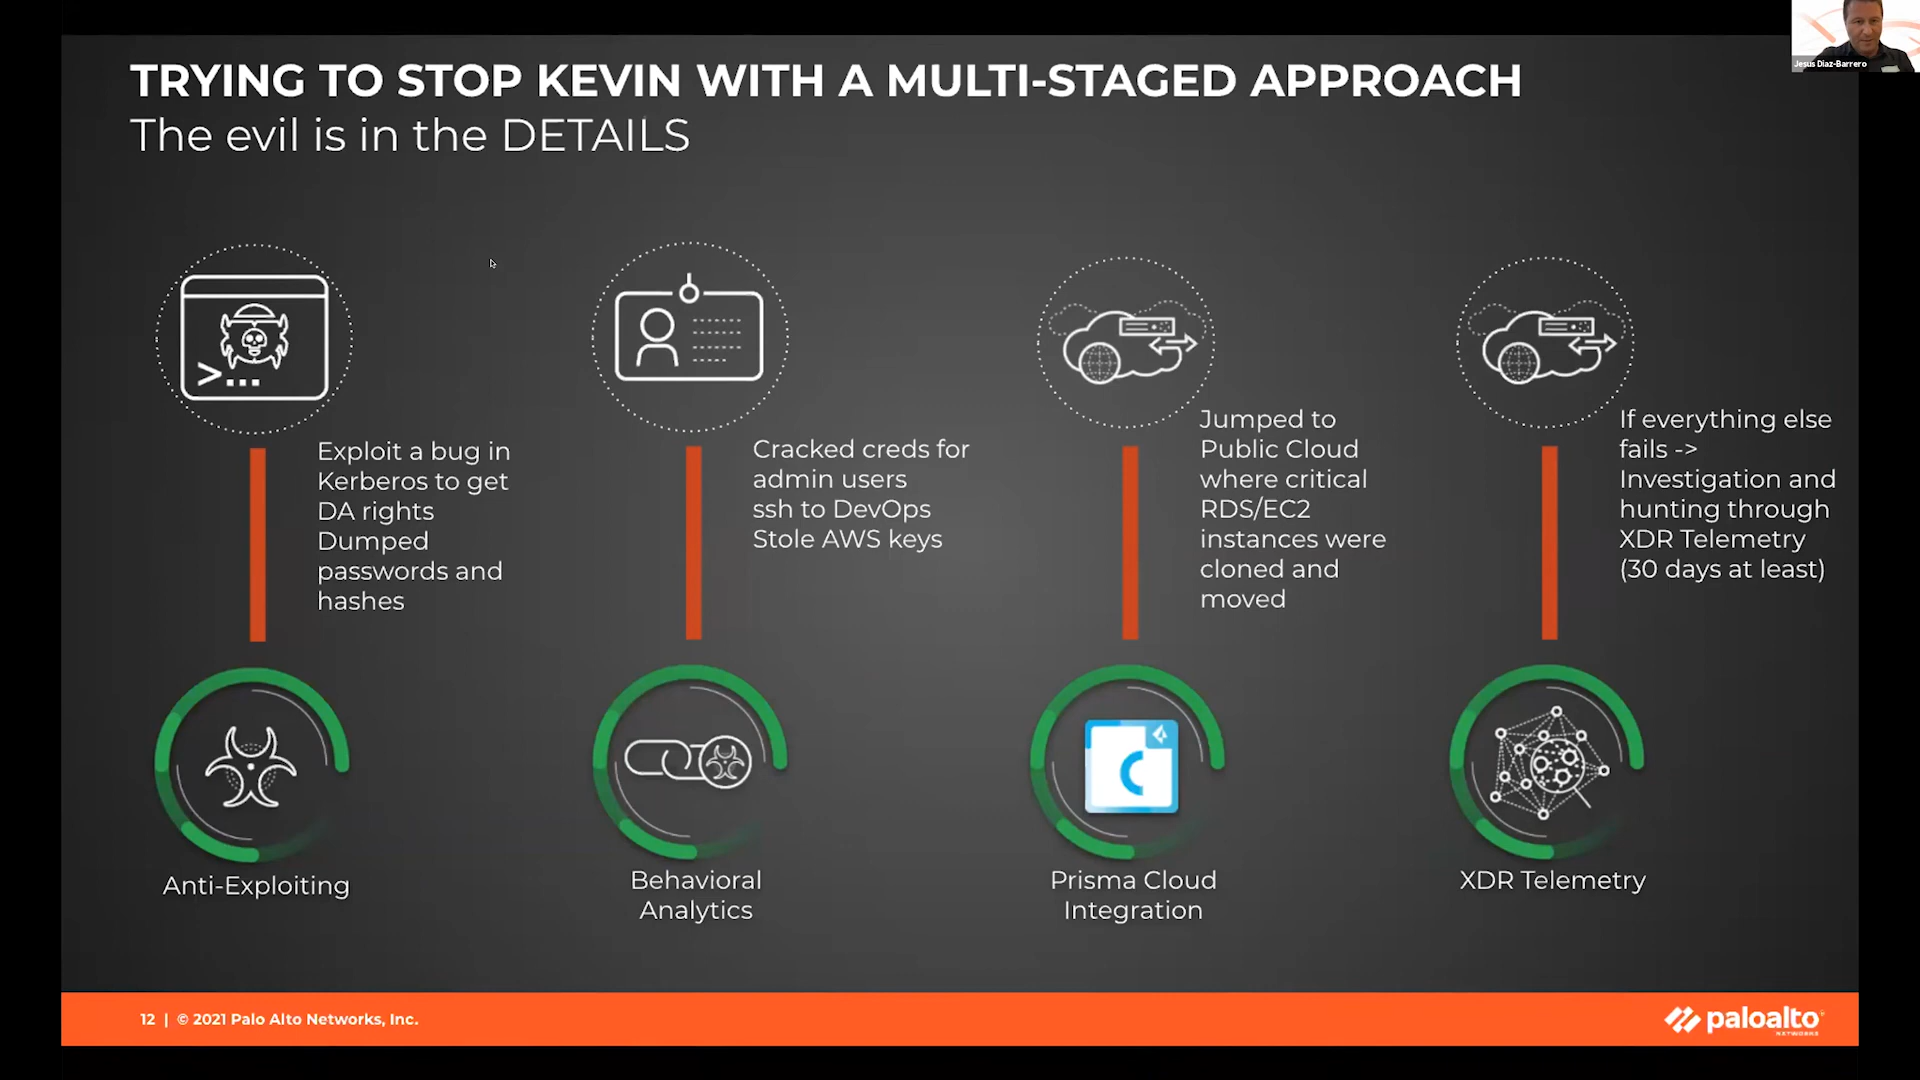 Jesus Diaz-Barrero
TRYING TO STOP KEVIN WITH A MULTI-STAGED APPROACH
The evil is in the DETAILS
>...
Exploit a bug in
Kerberos to get
DA rights
Dumped
passwords and
hashes
Cracked creds for
admin users
ssh to DevOps
Stole AWS keys
Jumped to
Public Cloud
where critical
RDS/EC2
instances were
cloned and
moved
If everything else
fails ->
Investigation and
hunting through
XDR Telemetry
(30 days at least)
Anti-Exploiting
Behavioral
Analytics
Prisma Cloud
Integration
XDR Telemetry
12 | © 2021 Palo Alto Networks, Inc.
paloalto
NETWORKS